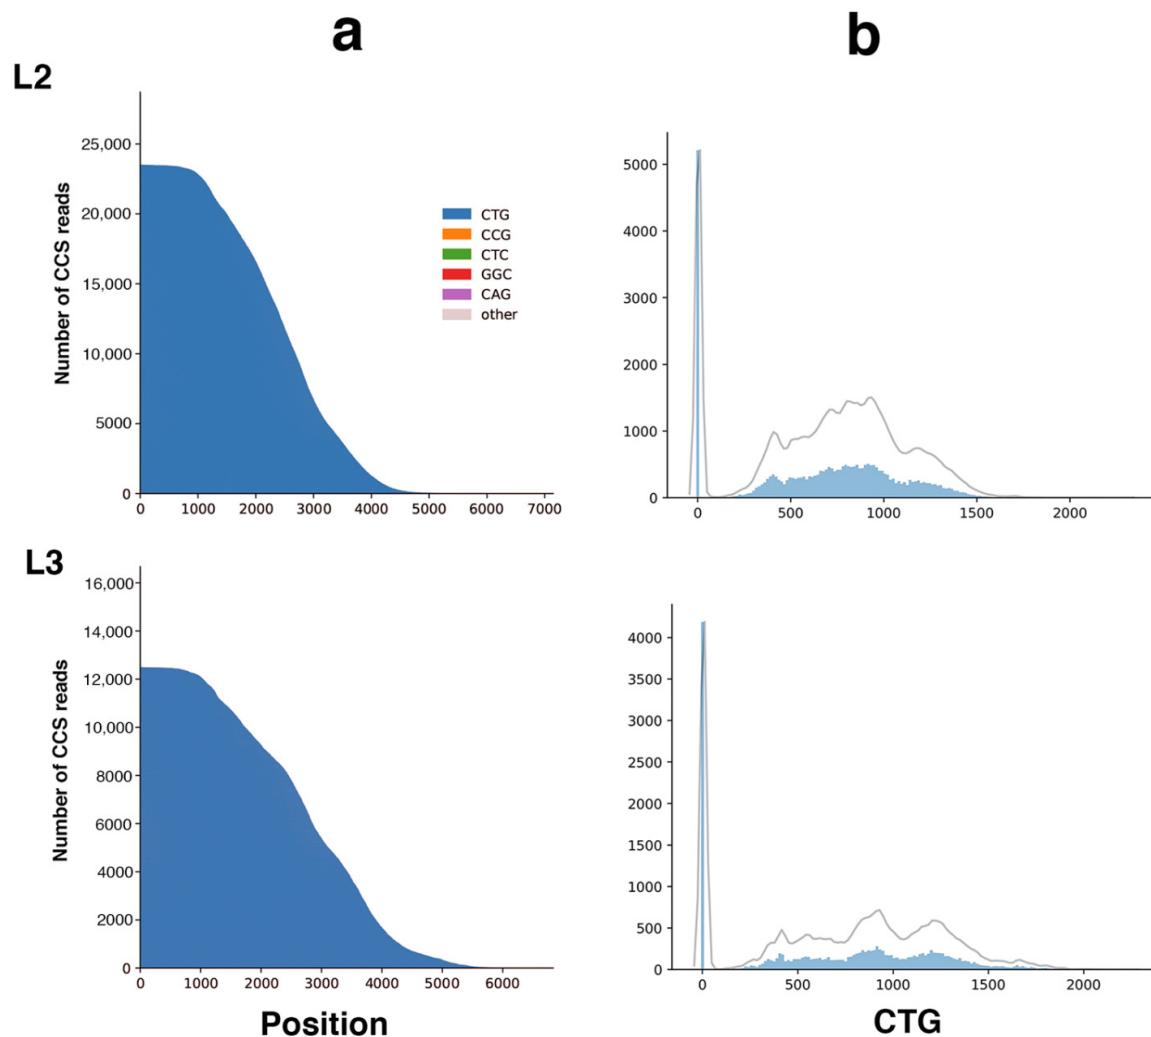 a
b
L2
Number of CCS reads
25,000
20,000
15,000
10,000
5000
0
0 1000 2000 3000 4000 5000 6000 7000
CTG
CCG
CTC
GGC
CAG
other
5000
4000
3000
2000
1000
0
0 500 1000 1500 2000
L3
Number of CCS reads
16,000
14,000
12,000
10,000
8000
6000
4000
2000
0
0 1000 2000 3000 4000 5000 6000
Position
4000
3500
3000
2500
2000
1500
1000
500
0
0 500 1000 1500 2000
CTG